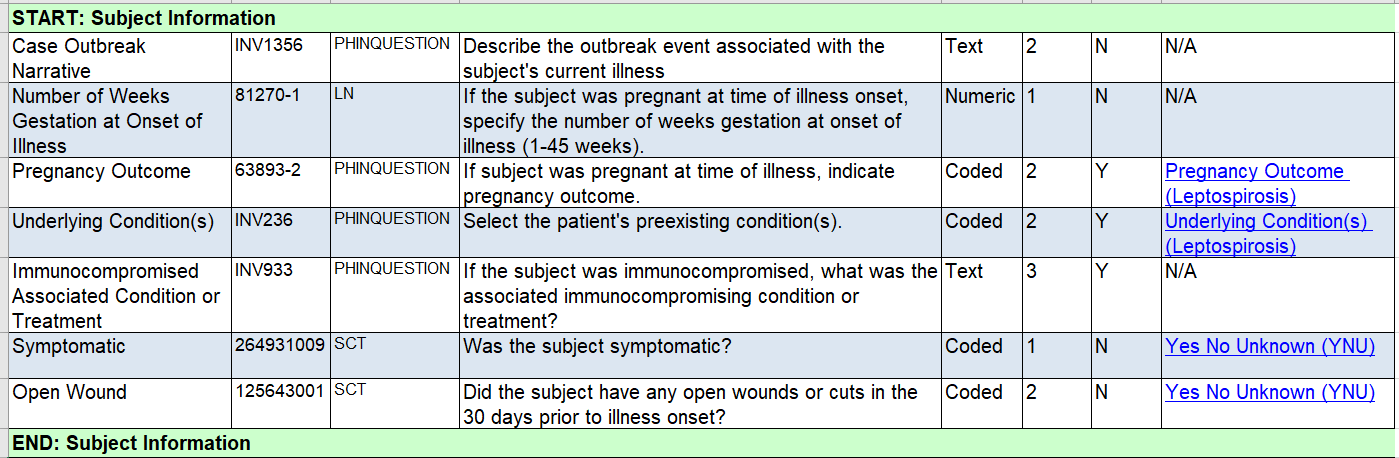 START: Subject Information
Case Outbreak Narrative INV1356 PHINQUESTION Describe the outbreak event associated with the subject's current illness Text 2 N N/A
Number of Weeks Gestation at Onset of Illness 81270-1 LN If the subject was pregnant at time of illness onset, specify the number of weeks gestation at onset of illness (1-45 weeks). Numeric 1 N N/A
Pregnancy Outcome 63893-2 PHINQUESTION If subject was pregnant at time of illness, indicate pregnancy outcome. Coded 2 Y Pregnancy Outcome (Leptospirosis)
Underlying Condition(s) INV236 PHINQUESTION Select the patient's preexisting condition(s). Coded 2 Y Underlying Condition(s) (Leptospirosis)
Immunocompromised Associated Condition or Treatment INV933 PHINQUESTION If the subject was immunocompromised, what was the associated immunocompromising condition or treatment? Text 3 Y N/A
Symptomatic 264931009 SCT Was the subject symptomatic? Coded 1 N Yes No Unknown (YNU)
Open Wound 125643001 SCT Did the subject have any open wounds or cuts in the 30 days prior to illness onset? Coded 2 N Yes No Unknown (YNU)
END: Subject Information